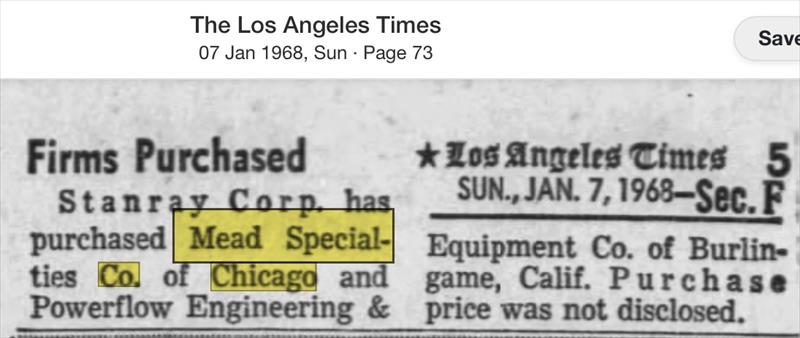 The Los Angeles Times
07 Jan 1968, Sun · Page 73
Save
Firms Purchased
Stanray Corp. has
purchased Mead Special-
ties Co. of Chicago and
Powerflow Engineering &
★ Los Angeles Times 5
SUN., JAN. 7, 1968—Sec. F
Equipment Co. of Burlin-
game, Calif. Purchase
price was not disclosed.